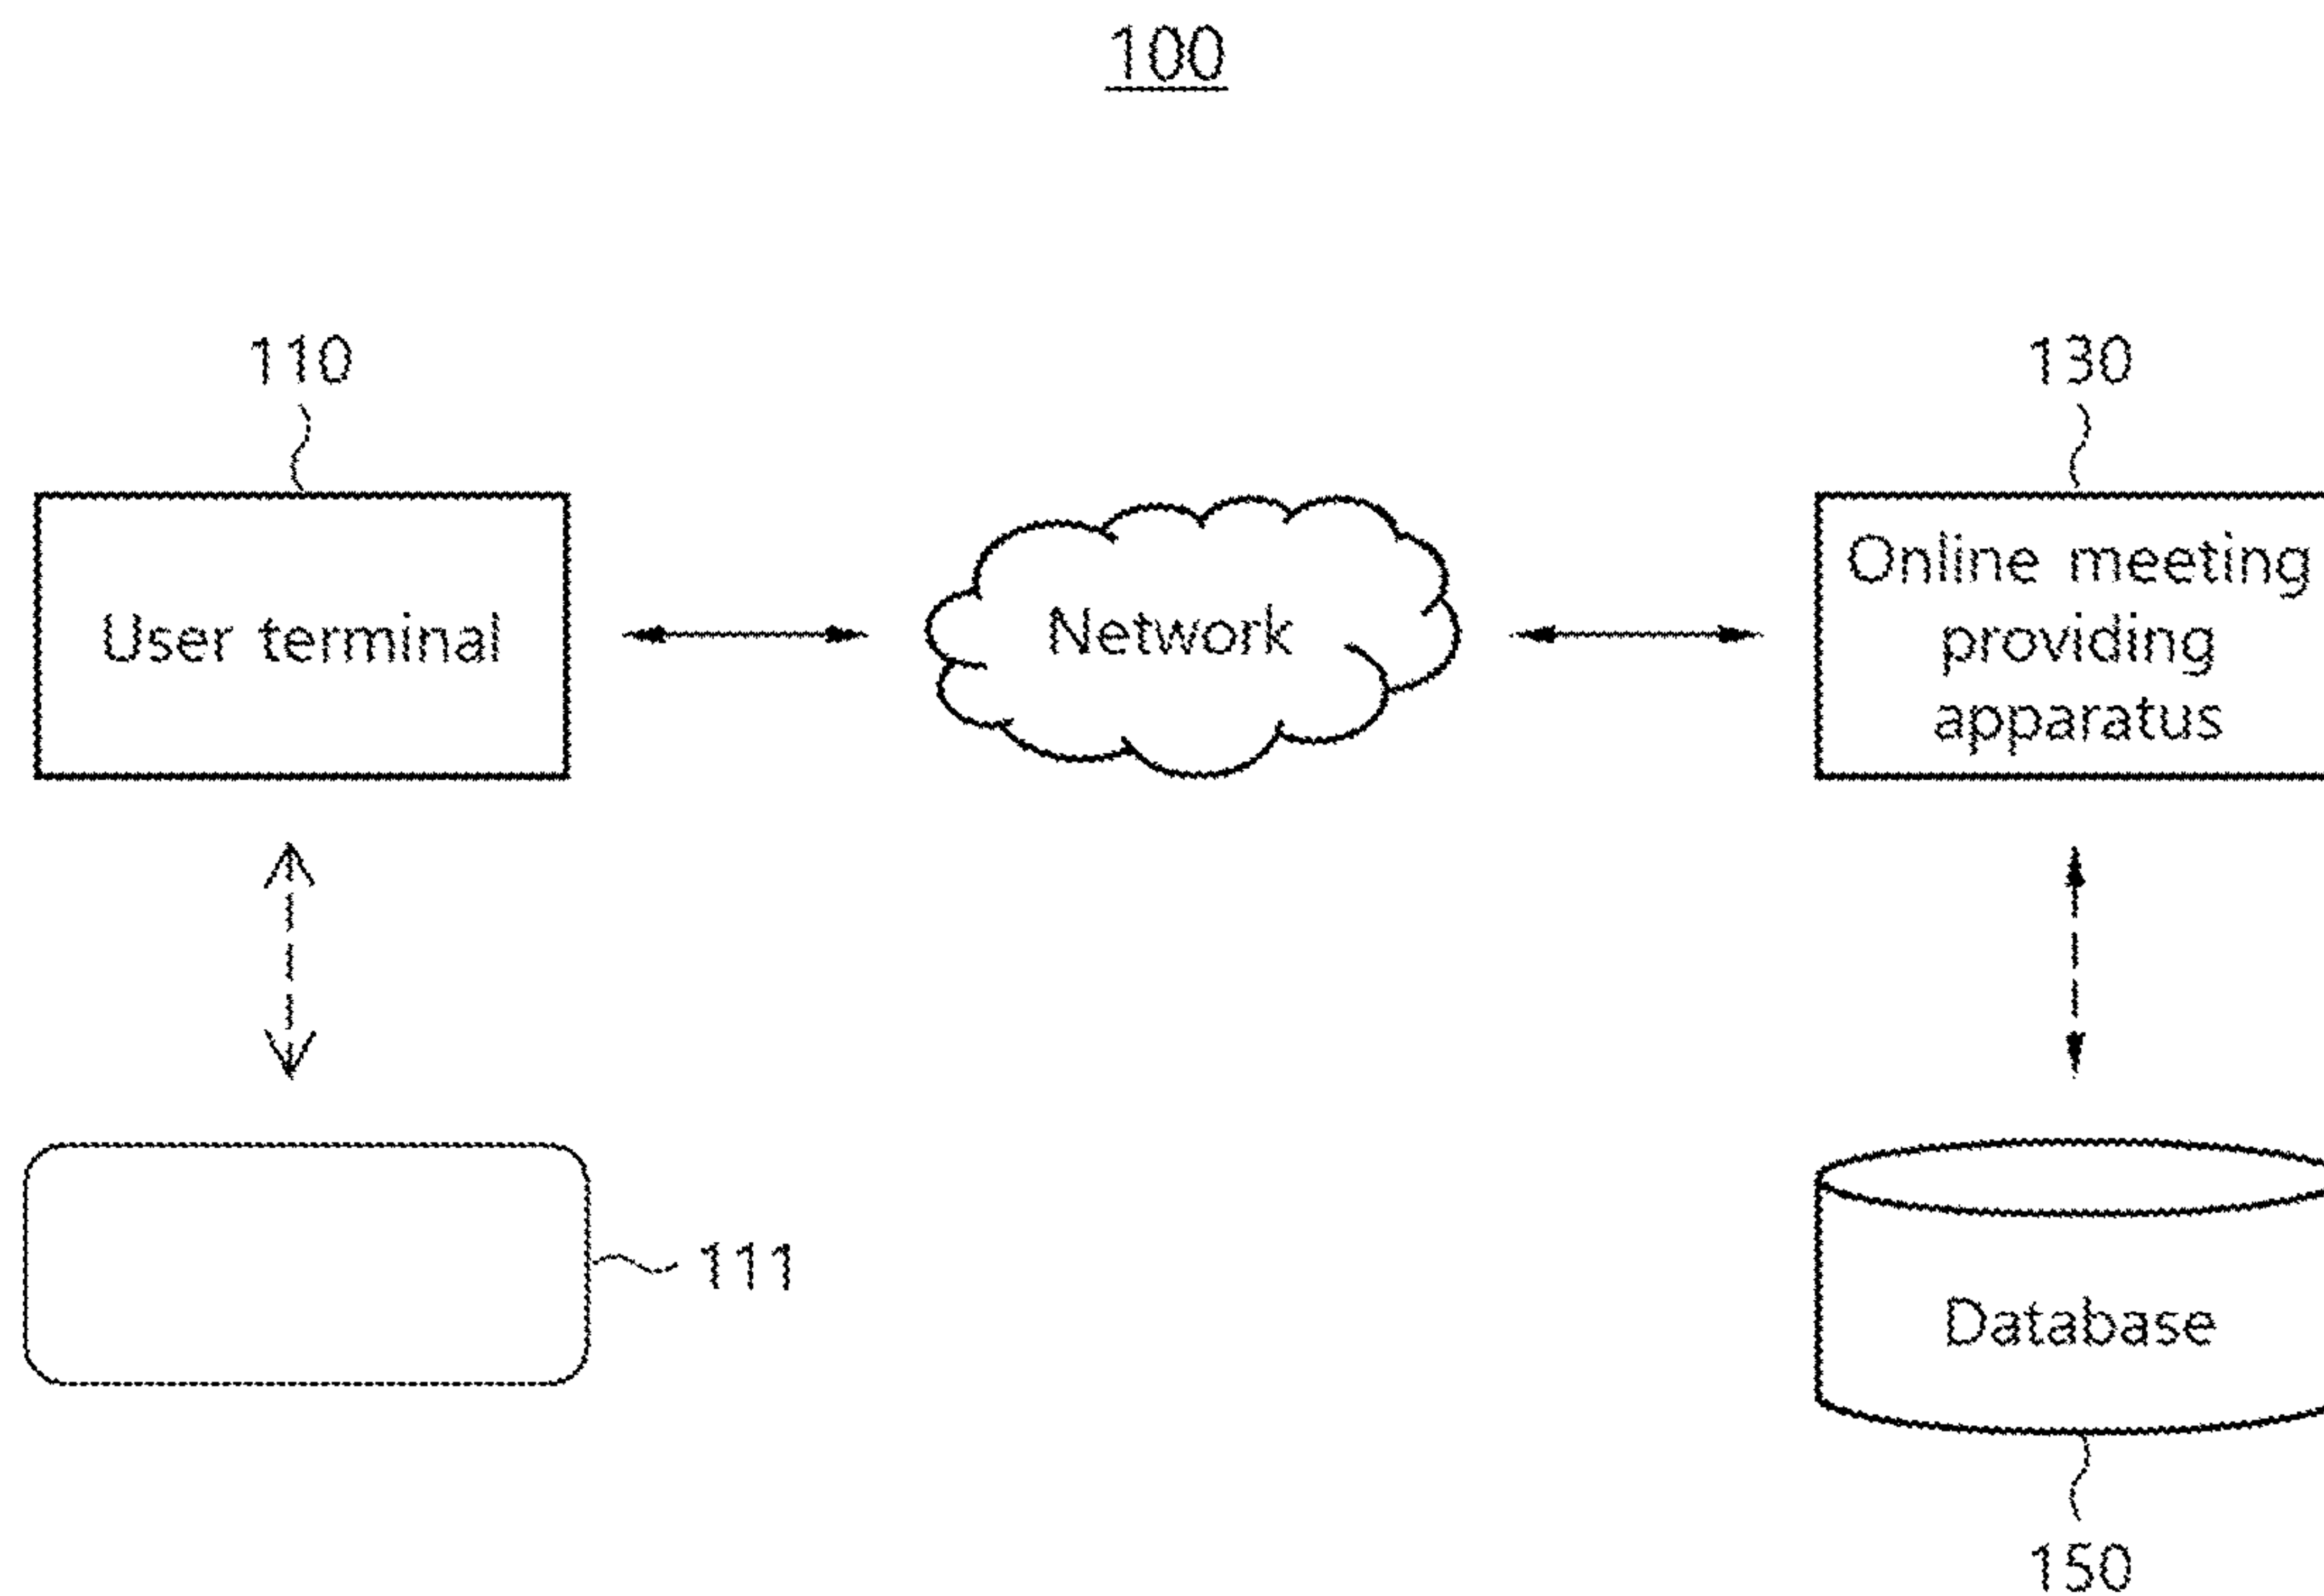 100
110
130
User terminal
Network
Online meeting
providing
apparatus
111
Database
150